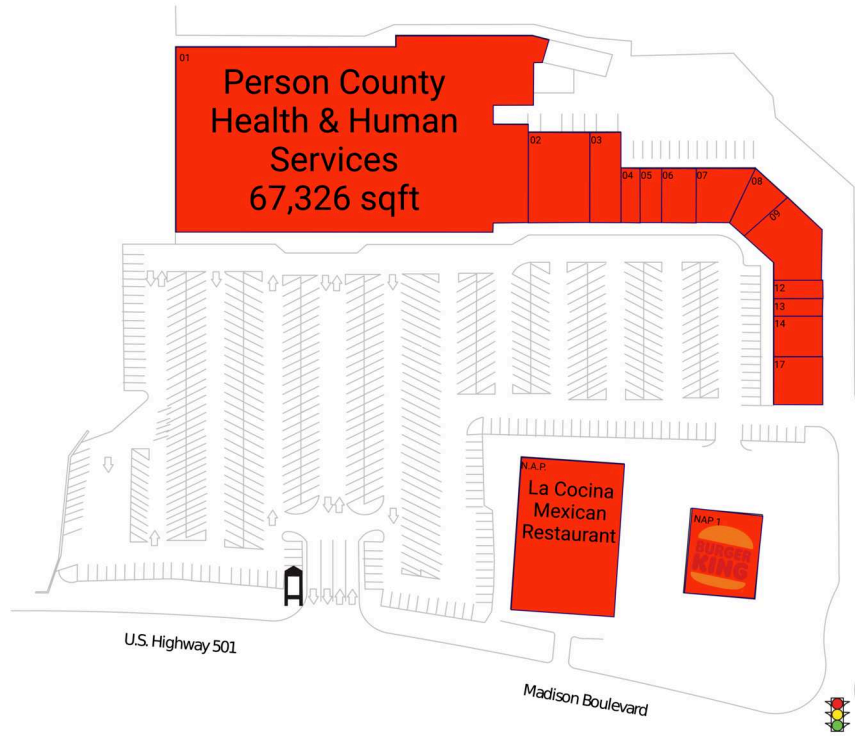 01
Person County
Health & Human
Services
67,326 sqft
02
03
04
05
06
07
08
09
12
13
14
17
N.A.P.
La Cocina
Mexican
Restaurant
NAP 1
BURGER
KING
U.S. Highway 501
Madison Boulevard